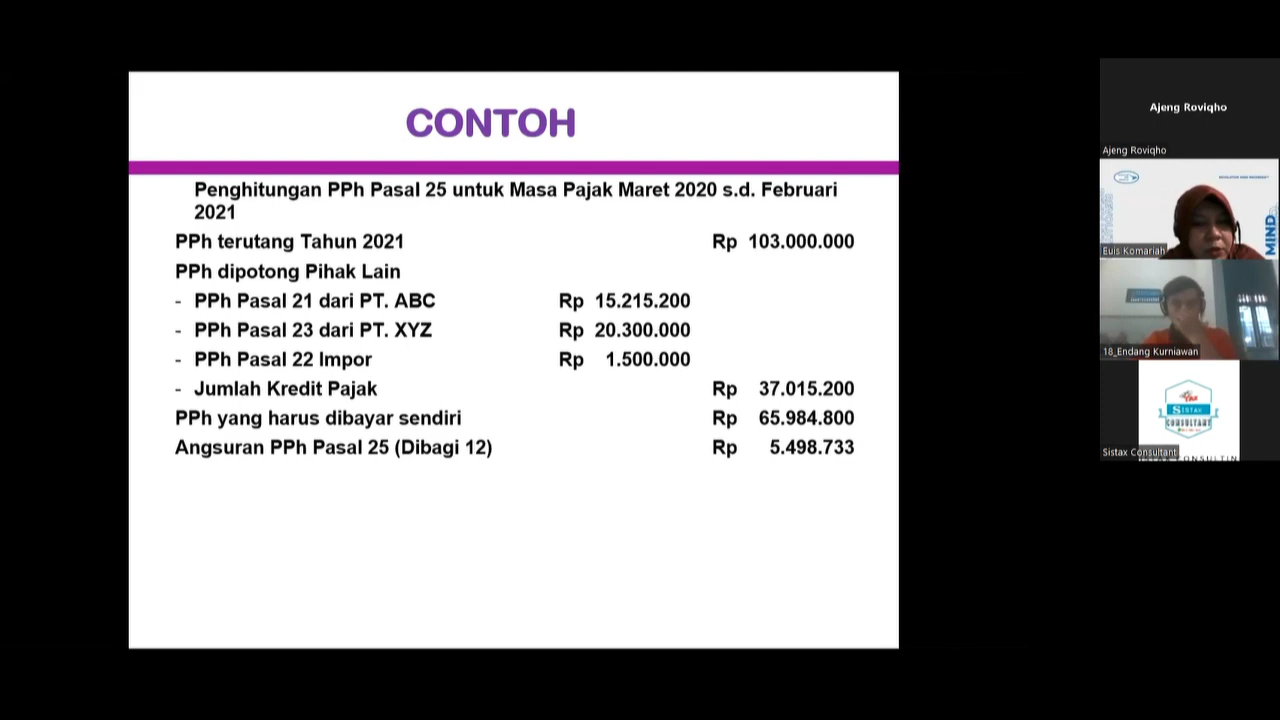 CONTOH
Penghitungan PPh Pasal 25 untuk Masa Pajak Maret 2020 s.d. Februari
2021
PPh terutang Tahun 2021 Rp 103.000.000
PPh dipotong Pihak Lain
- PPh Pasal 21 dari PT. ABC Rp 15.215.200
- PPh Pasal 23 dari PT. XYZ Rp 20.300.000
- PPh Pasal 22 Impor Rp 1.500.000
- Jumlah Kredit Pajak Rp 37.015.200
PPh yang harus dibayar sendiri Rp 65.984.800
Angsuran PPh Pasal 25 (Dibagi 12) Rp 5.498.733
Ajeng Roviqho
Ajeng Roviqho
MIND
Euis Komariah
18_Endang Kurniawan
SISTAX
CONSULTANT
Sistax Consultant